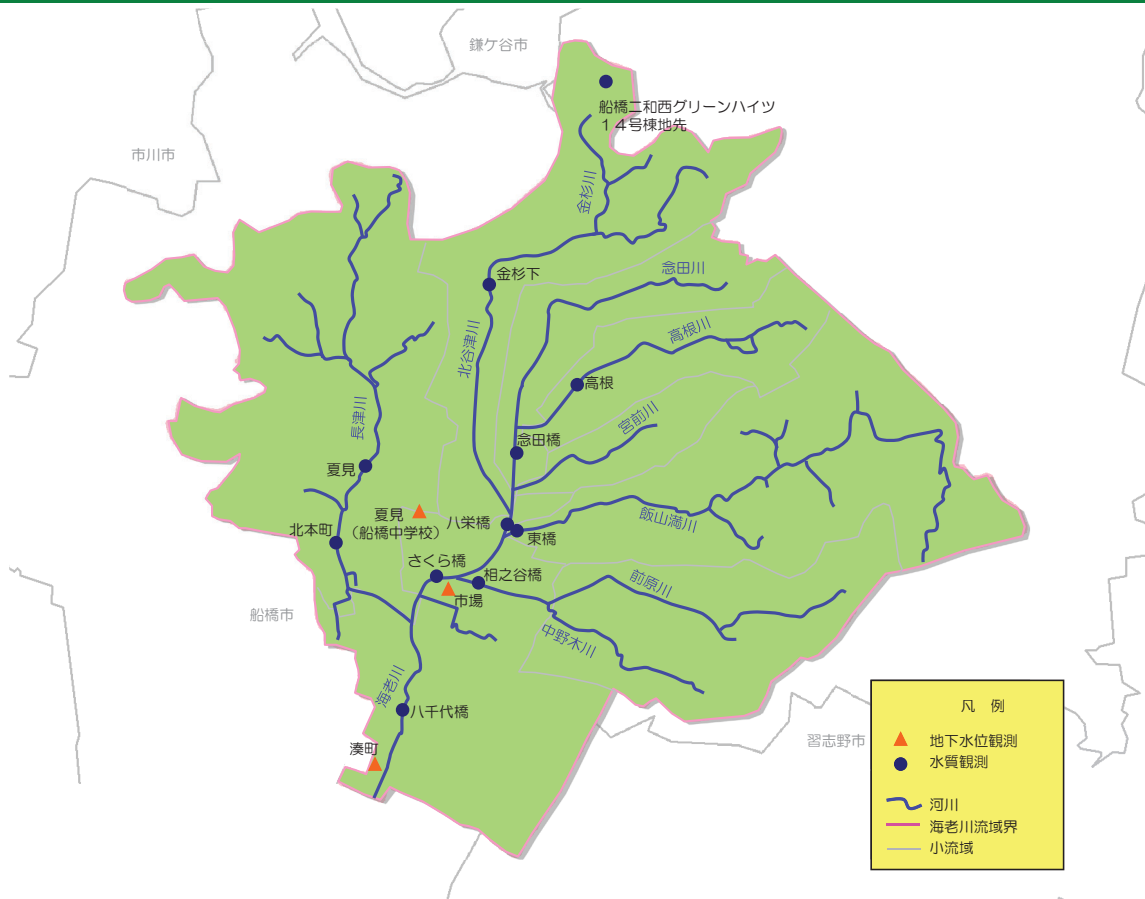 鎌ケ谷市
船橋二和西グリーンハイツ
14号棟地先
市川市
金杉川
金杉下
念田川
北谷津川
高根川
高根
長津川
宮前川
念田橋
夏見
夏見
（船橋中学校）
八栄橋
飯山満川
北本町
東橋
さくら橋
相之谷橋
前原川
市場
船橋市
中野木川
海老川
八千代橋
湊町
習志野市
凡 例
地下水位観測
水質観測
河川
海老川流域界
小流域